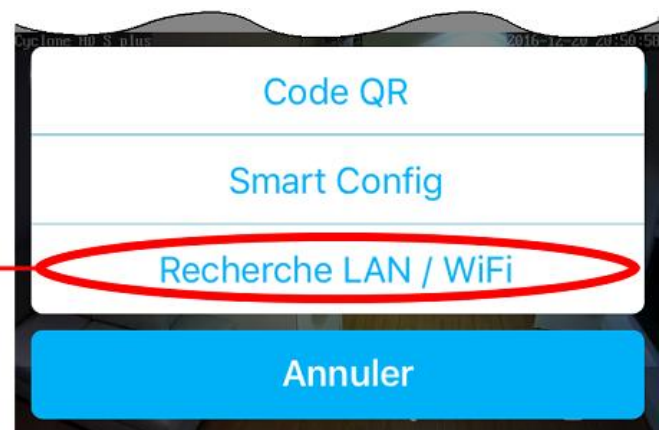 Cyclone HD S plus 2016-12-20 20:50:58
Code QR
Smart Config
Recherche LAN / WiFi
Annuler